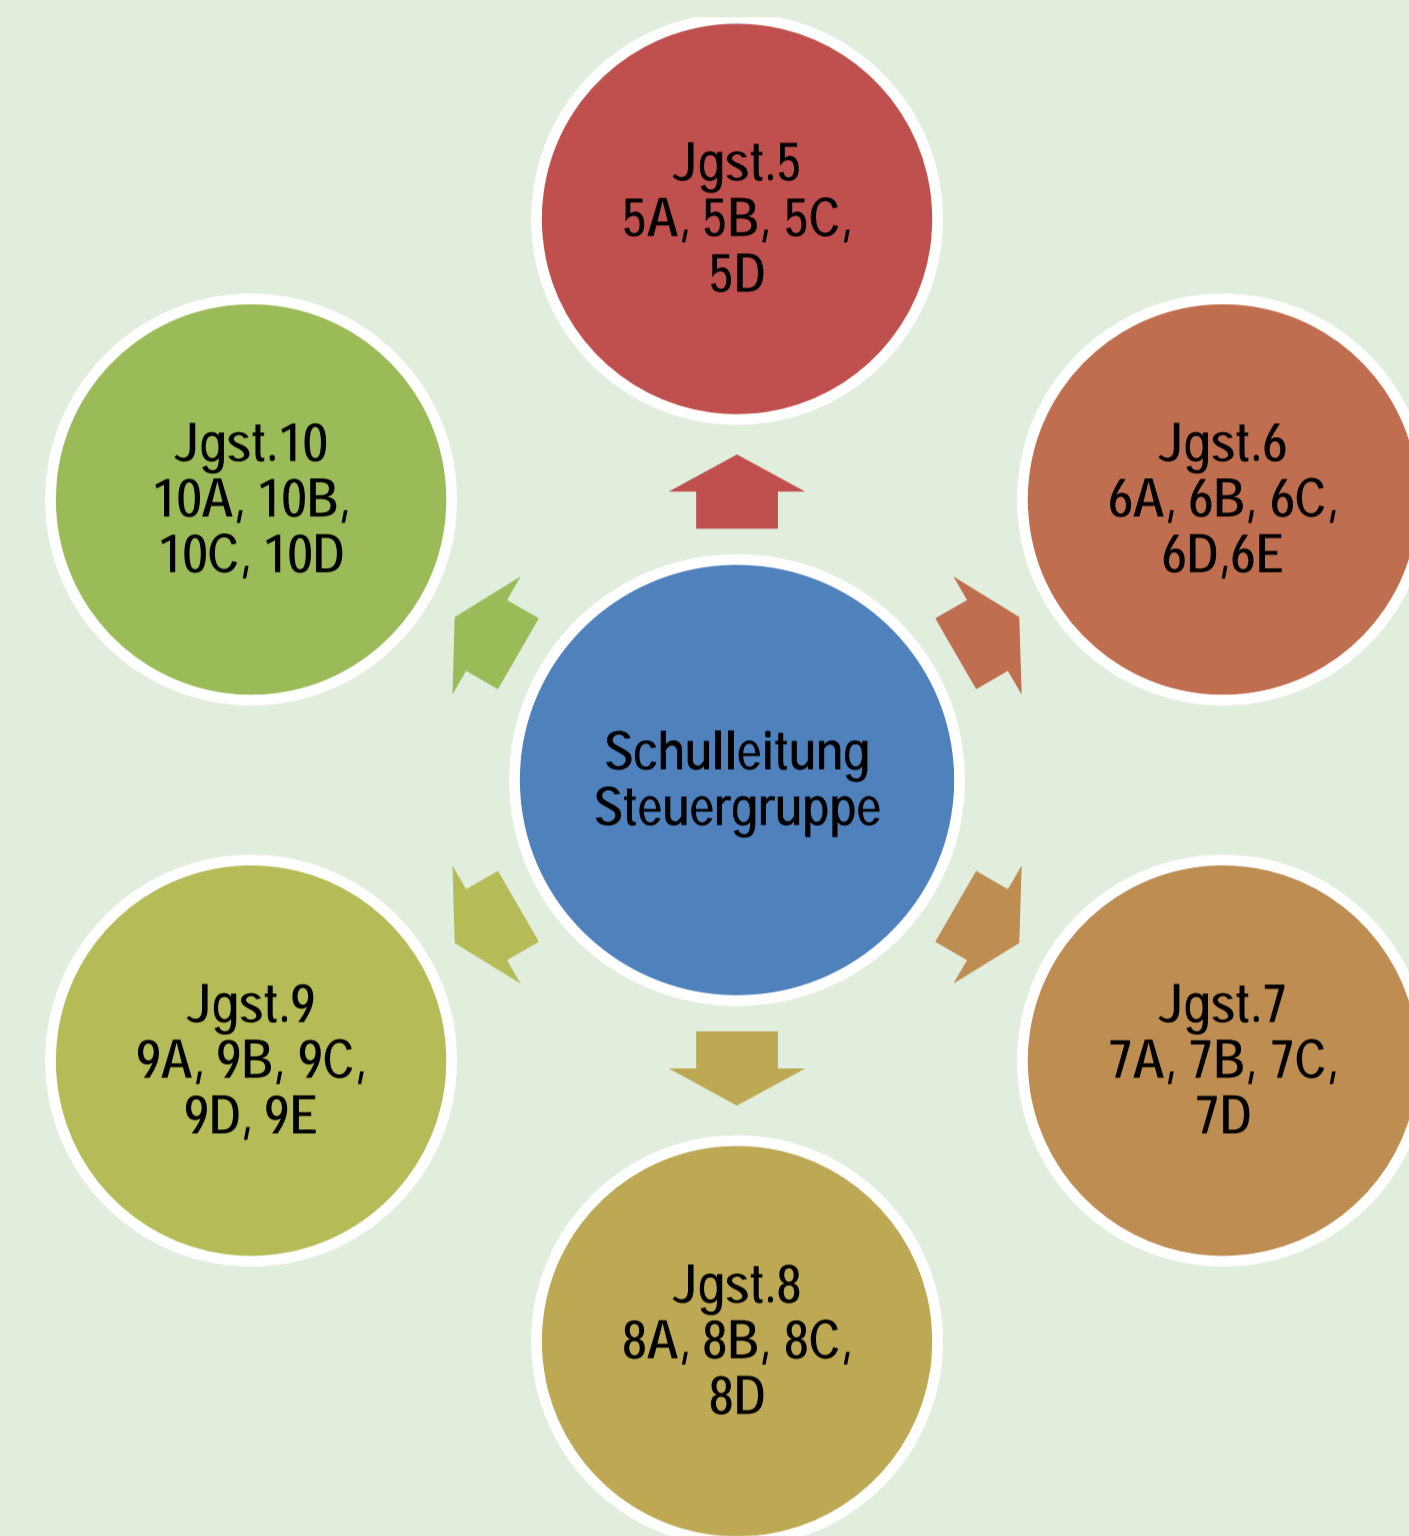 Jgst.5
5A, 5B, 5C,
5D
Jgst.10
10A, 10B,
10C, 10D
Jgst.6
6A, 6B, 6C,
6D,6E
Schulleitung
Steuergruppe
Jgst.9
9A, 9B, 9C,
9D, 9E
Jgst.7
7A, 7B, 7C,
7D
Jgst.8
8A, 8B, 8C,
8D